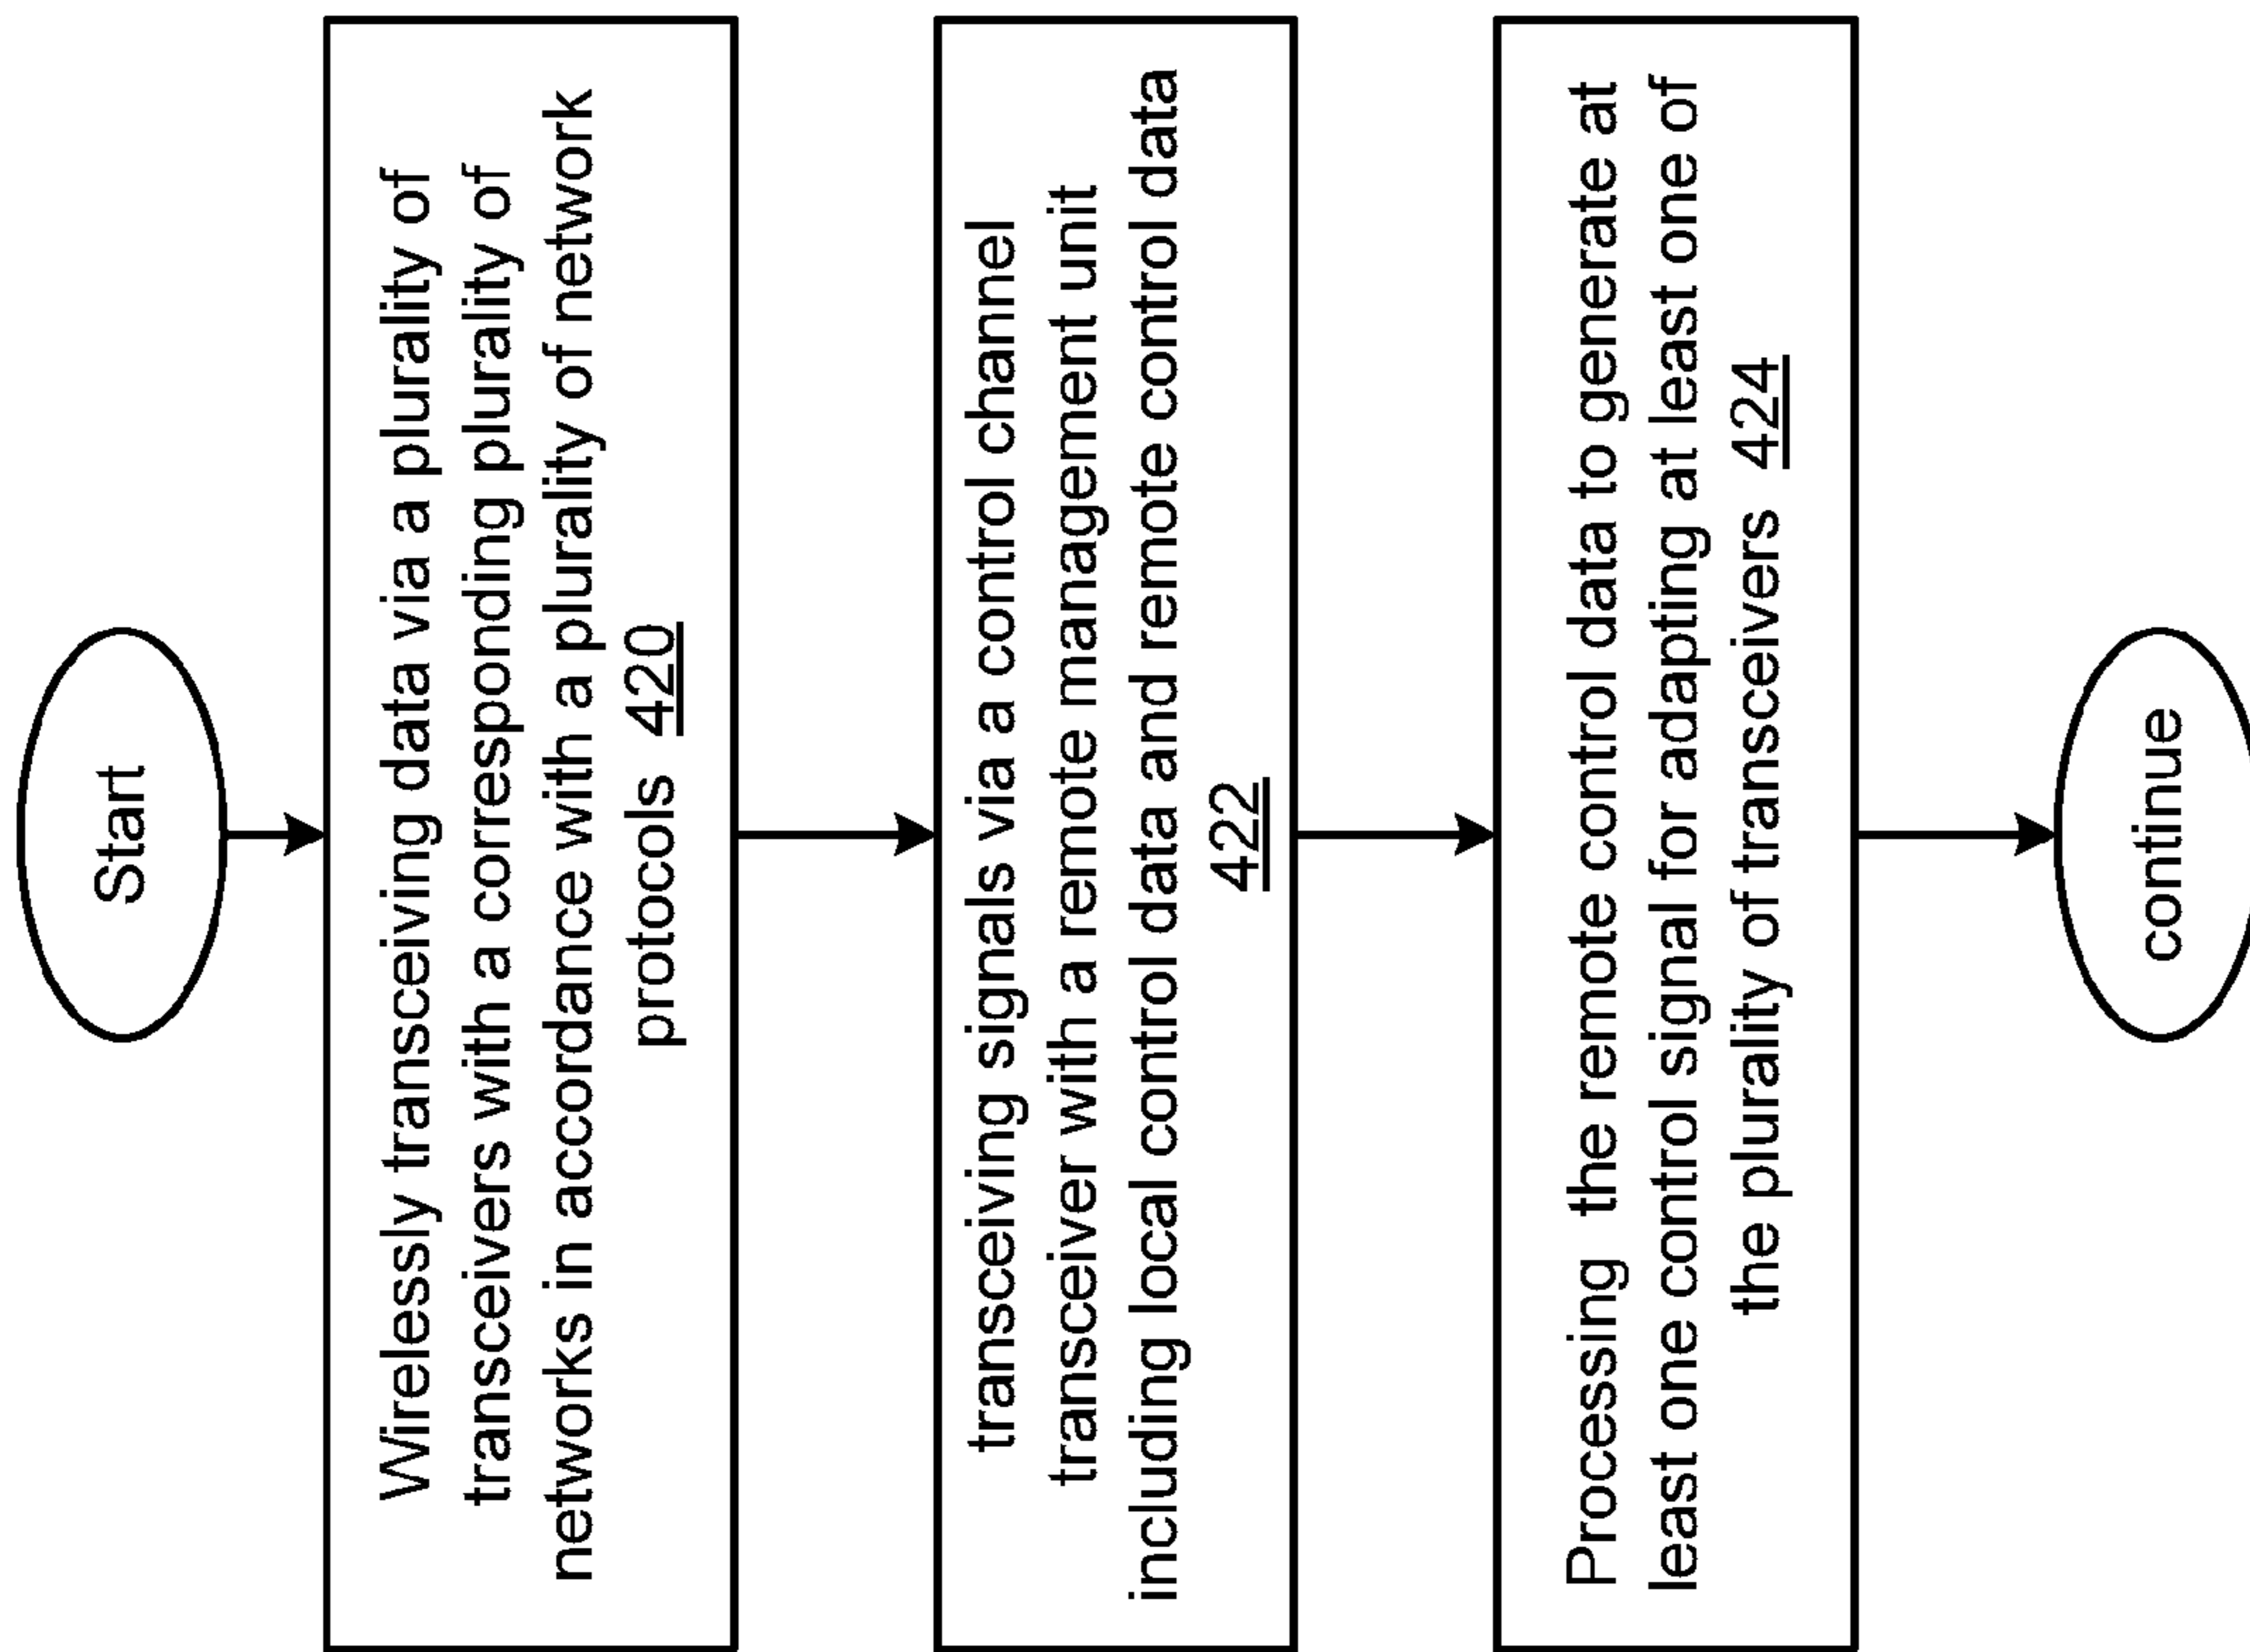 Start
Wirelessly transceiving data via a plurality of
transceivers with a corresponding plurality of
networks in accordance with a plurality of network
protocols 420
transceiving signals via a control channel
transceiver with a remote management unit
including local control data and remote control data
422
Processing the remote control data to generate at
least one control signal for adapting at least one of
the plurality of transceivers 424
continue